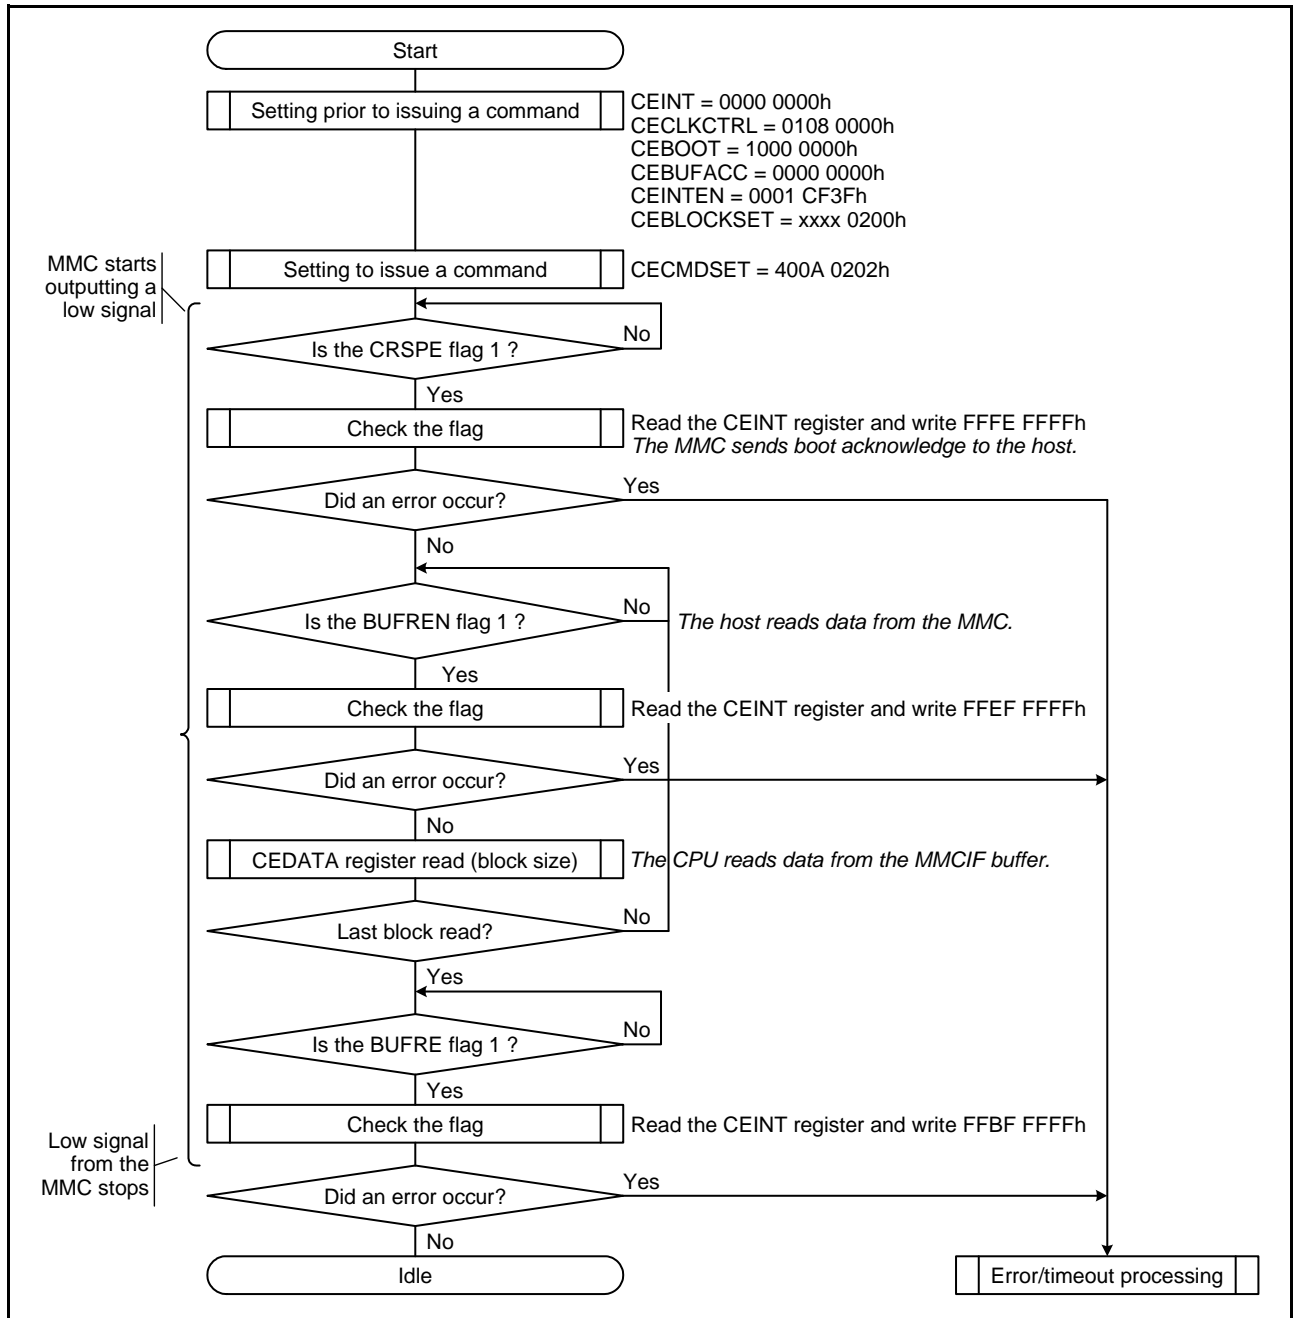 Start
Setting prior to issuing a command
CEINT = 0000 0000h
CECLKCTRL = 0108 0000h
CEBOOT = 1000 0000h
CEBUFACC = 0000 0000h
CEINTEN = 0001 CF3Fh
CEBLOCKSET = xxxx 0200h
MMC starts
outputting a
low signal
Setting to issue a command
CECMDSET = 400A 0202h
Is the CRSPE flag 1 ?
No
Yes
Check the flag
Read the CEINT register and write FFFE FFFFh
The MMC sends boot acknowledge to the host.
Did an error occur?
Yes
No
Is the BUFREN flag 1 ?
No
The host reads data from the MMC.
Yes
Check the flag
Read the CEINT register and write FFEF FFFFh
Did an error occur?
Yes
No
CEDATA register read (block size)
The CPU reads data from the MMCIF buffer.
Last block read?
No
Yes
Is the BUFRE flag 1 ?
No
Yes
Check the flag
Read the CEINT register and write FFBF FFFFh
Low signal
from the
MMC stops
Did an error occur?
Yes
No
Idle
Error/timeout processing